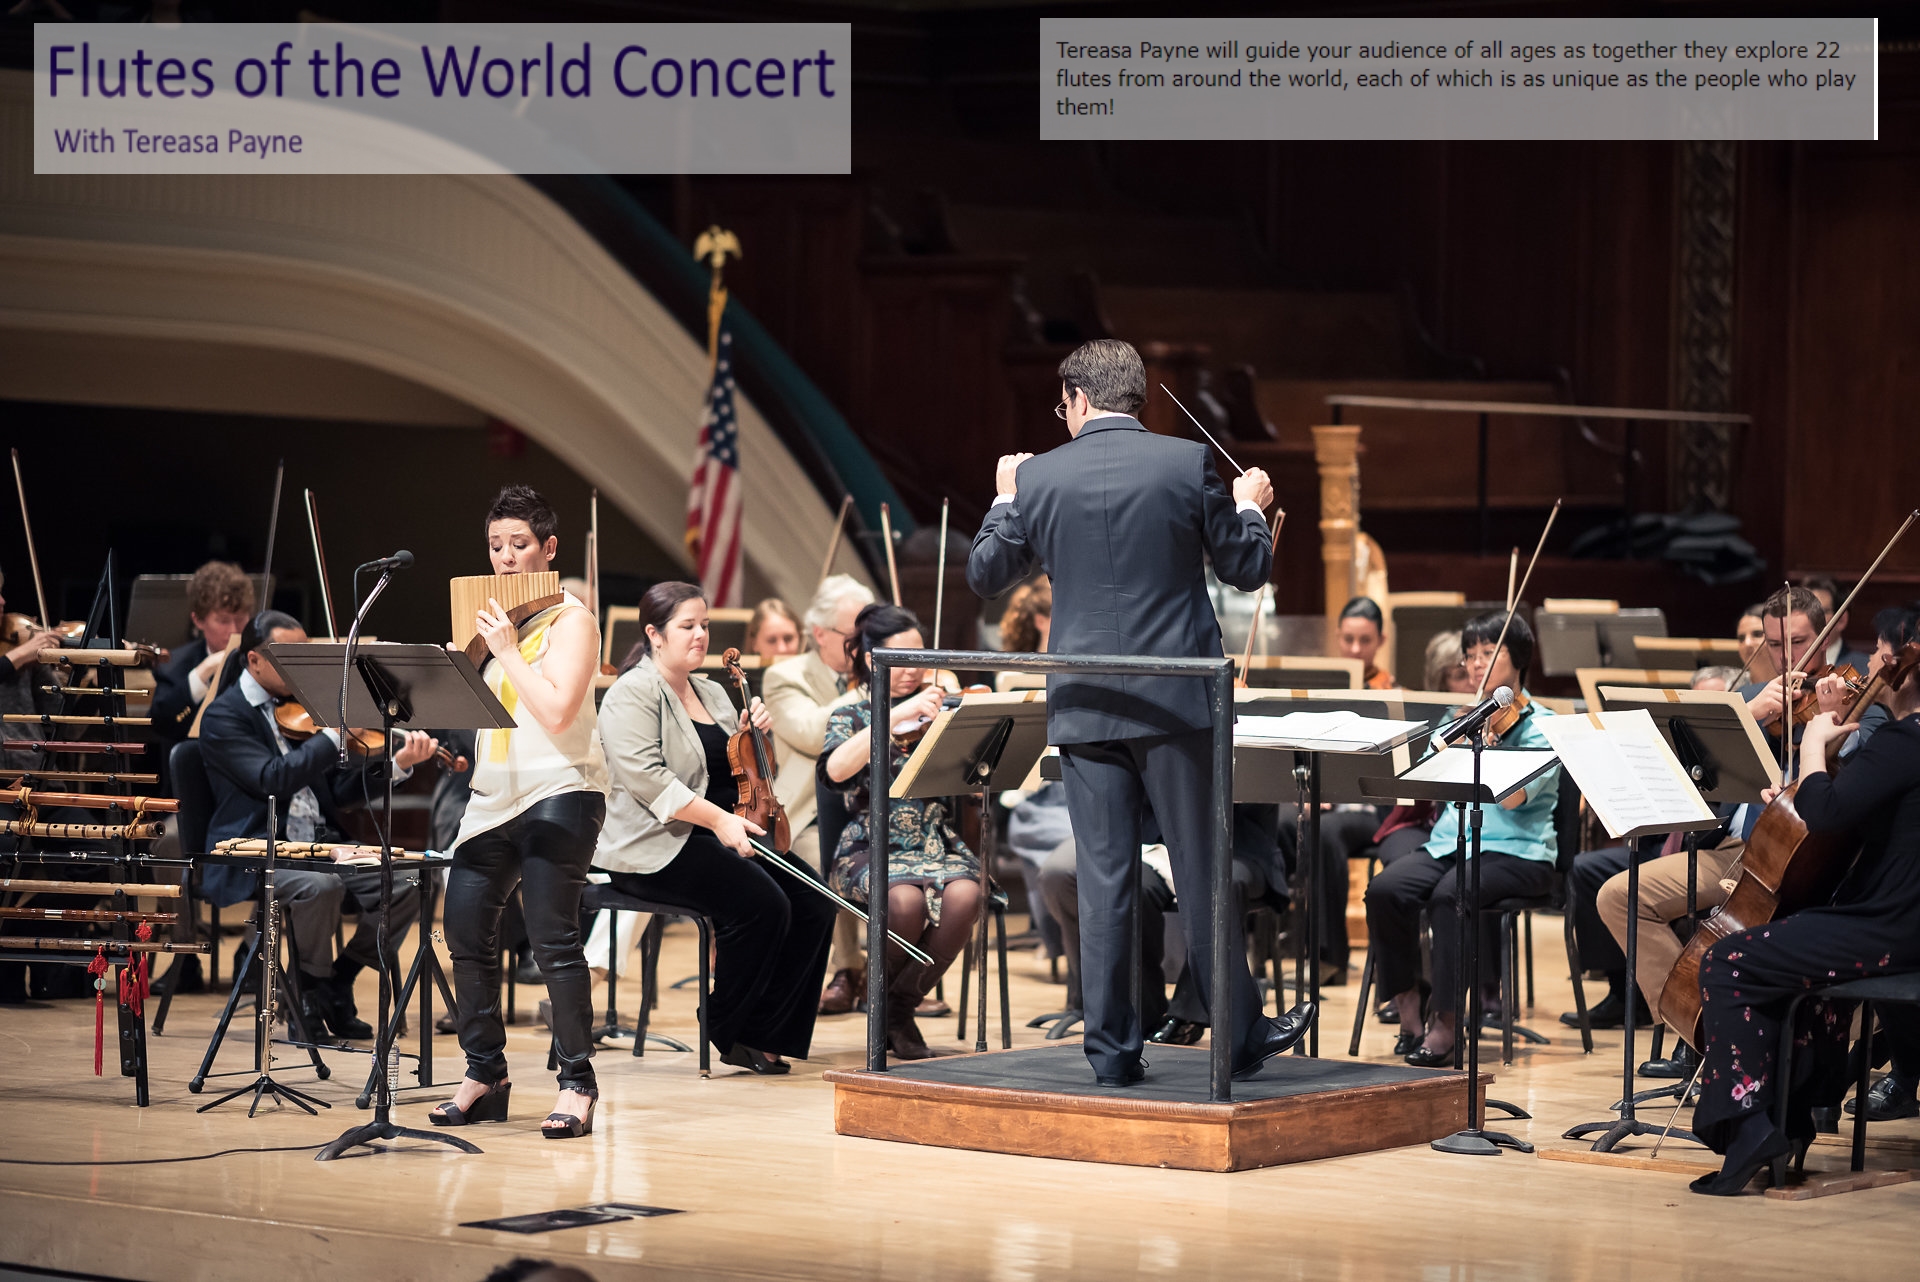 Flutes of the World Concert
With Tereasa Payne
Tereasa Payne will guide your audience of all ages as together they explore 22
flutes from around the world, each of which is as unique as the people who play
them!